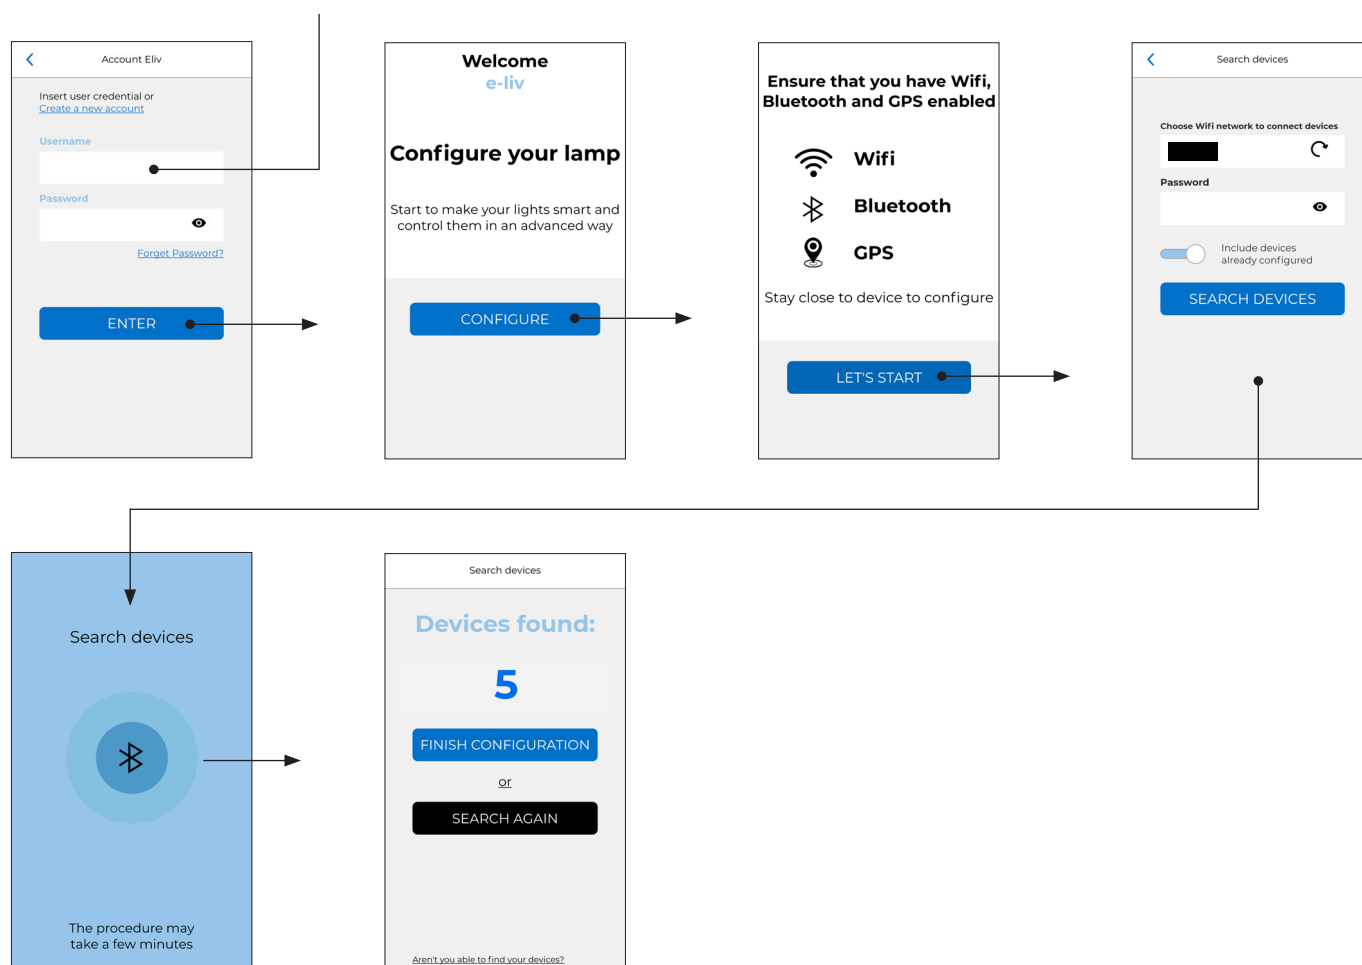 Account Eliv
Insert user credential or
Create a new account
Username
Password
Forget Password?
ENTER
Welcome
e-liv
Configure your lamp
Start to make your lights smart and
control them in an advanced way
CONFIGURE
Ensure that you have Wifi,
Bluetooth and GPS enabled
Wifi
Bluetooth
GPS
Stay close to device to configure
LET'S START
Search devices
Choose Wifi network to connect devices
Password
Include devices
already configured
SEARCH DEVICES
Search devices
The procedure may
take a few minutes
Search devices
Devices found:
5
FINISH CONFIGURATION
or
SEARCH AGAIN
Aren't you able to find your devices?